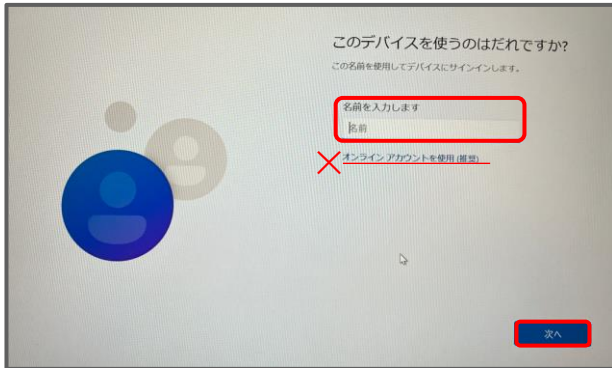 このデバイスを使うのはだれですか?
この名前を使用してデバイスにサインインします。
名前を入力します
名前
オンライン アカウントを使用 (推奨)
次へ